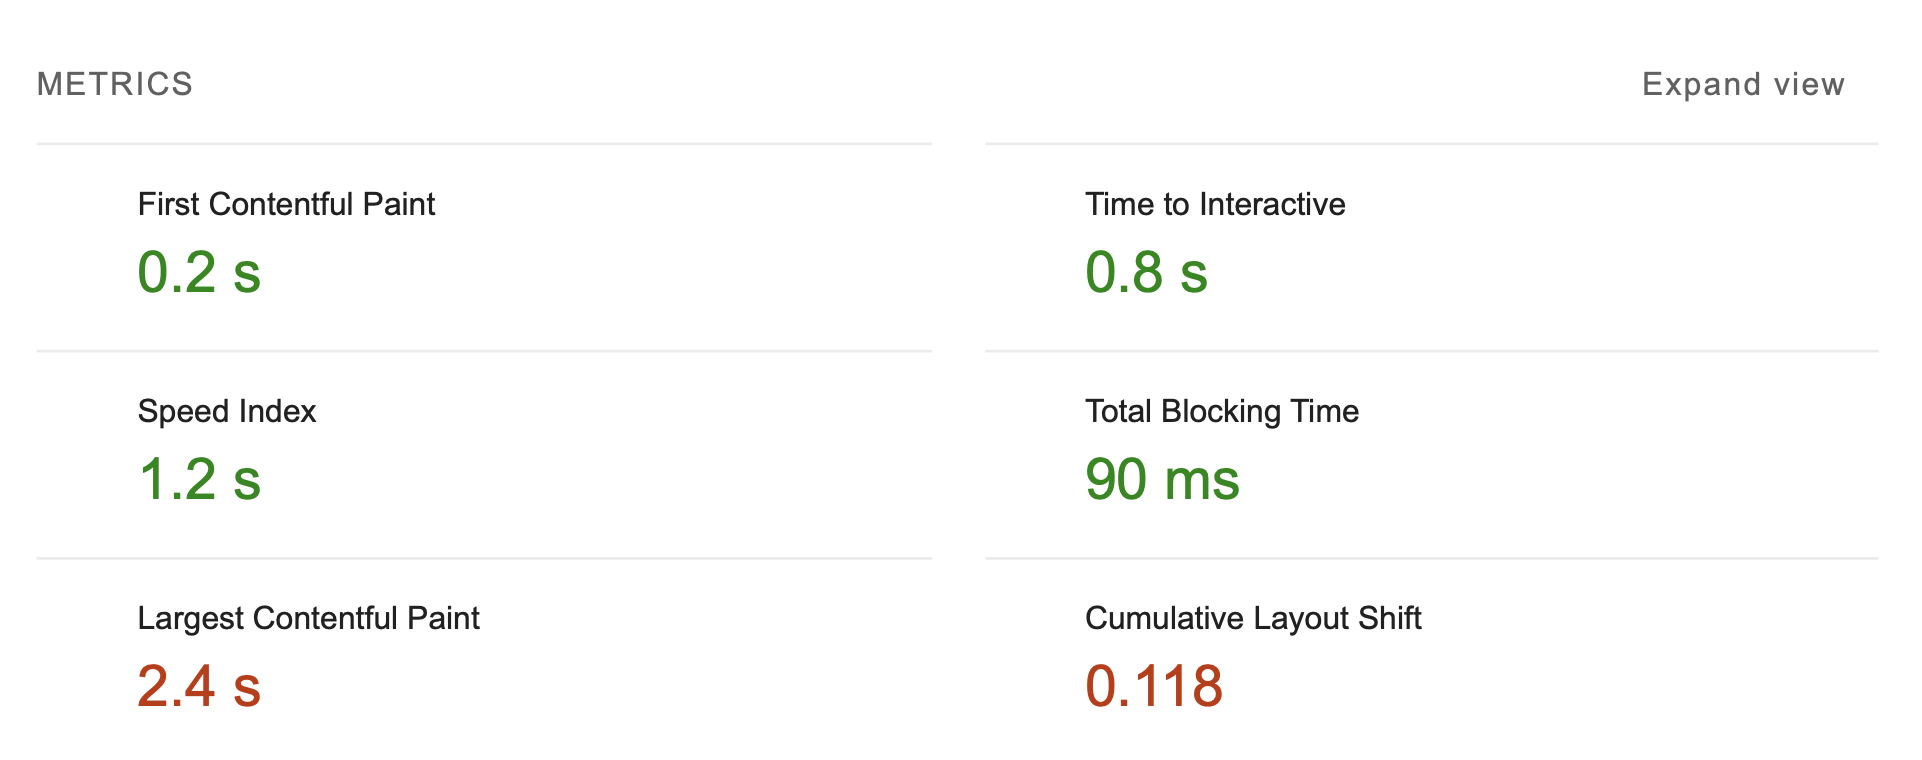 METRICS
Expand view
First Contentful Paint
0.2 s
Time to Interactive
0.8 s
Speed Index
1.2 s
Total Blocking Time
90 ms
Largest Contentful Paint
2.4 s
Cumulative Layout Shift
0.118